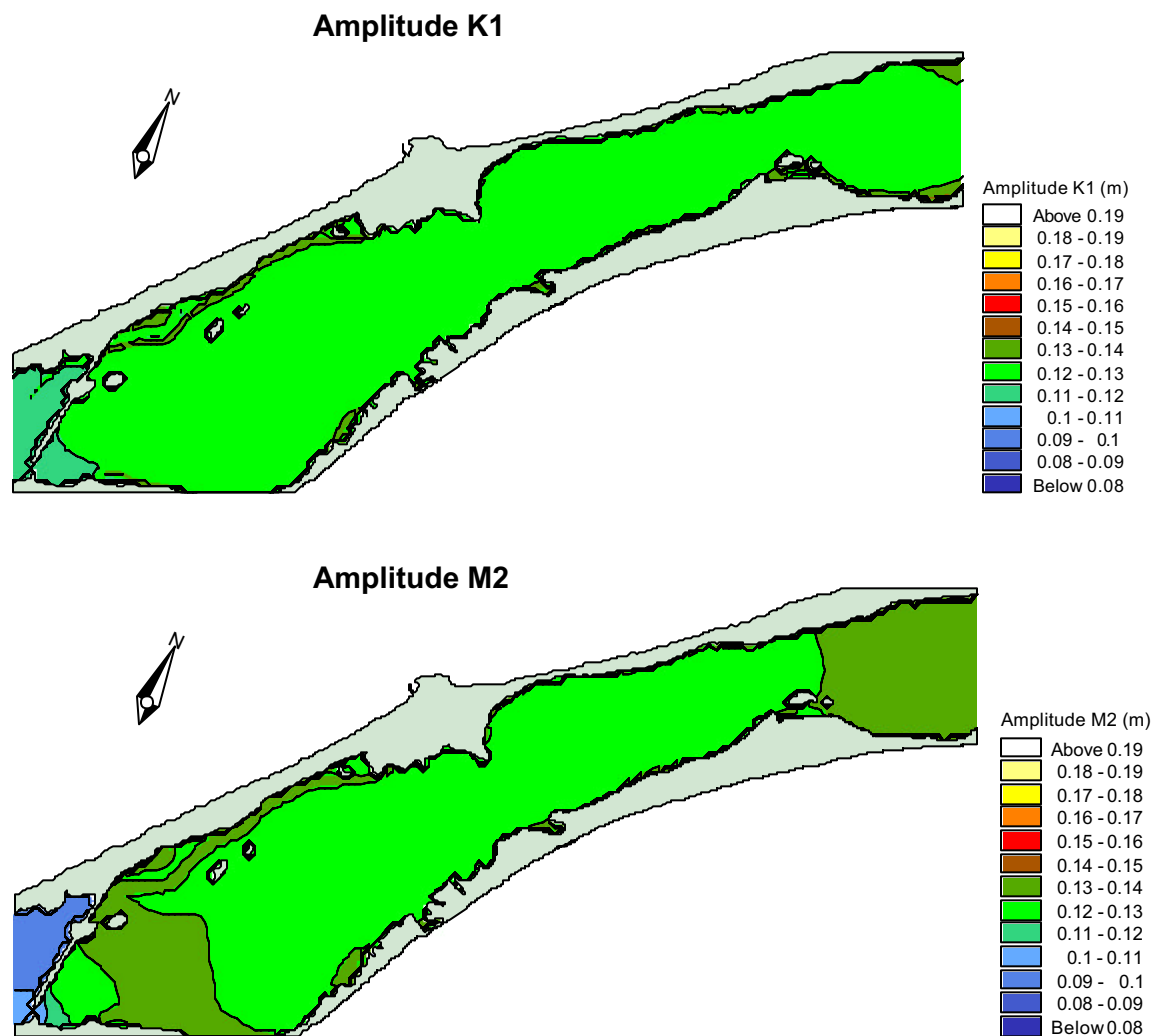 Amplitude K1
N
Amplitude K1 (m)
Above 0.19
0.18 - 0.19
0.17 - 0.18
0.16 - 0.17
0.15 - 0.16
0.14 - 0.15
0.13 - 0.14
0.12 - 0.13
0.11 - 0.12
0.1 - 0.11
0.09 - 0.1
0.08 - 0.09
Below 0.08
Amplitude M2
N
Amplitude M2 (m)
Above 0.19
0.18 - 0.19
0.17 - 0.18
0.16 - 0.17
0.15 - 0.16
0.14 - 0.15
0.13 - 0.14
0.12 - 0.13
0.11 - 0.12
0.1 - 0.11
0.09 - 0.1
0.08 - 0.09
Below 0.08